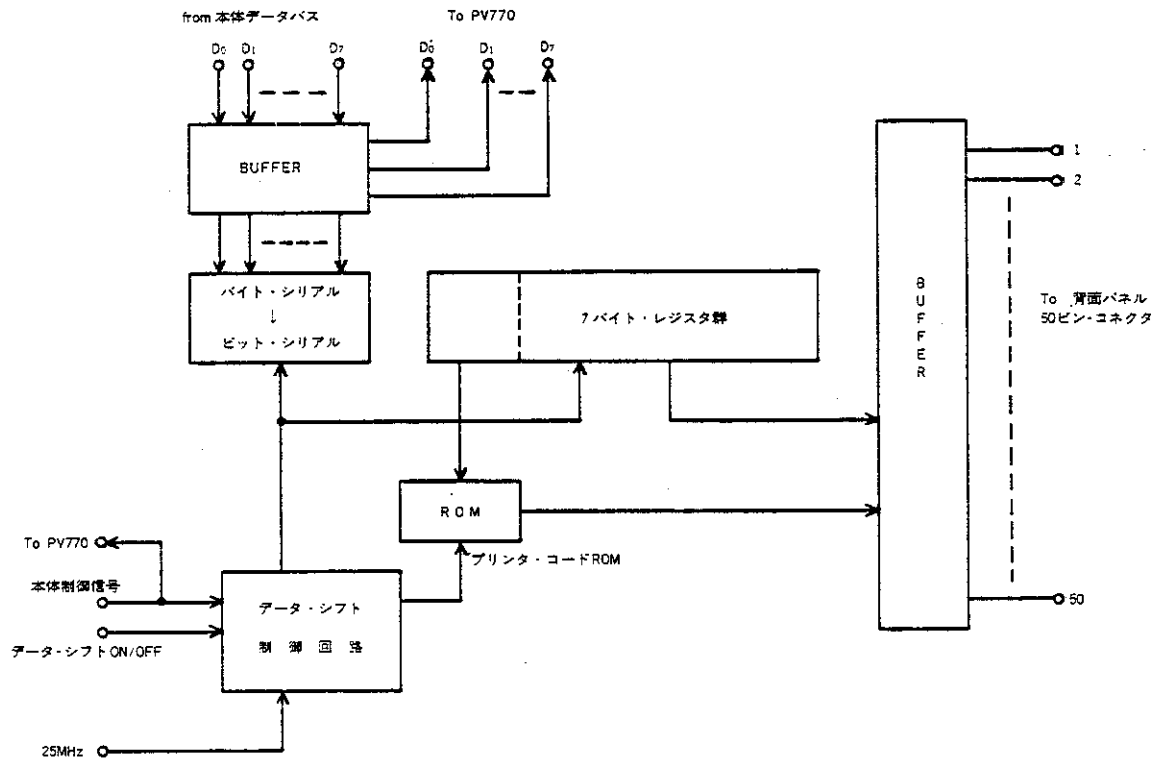 from 本体データバス
To PV770
D₀ D₁ D₇
D₀' D₁ D₇
BUFFER
バイト・シリアル
↓
ビット・シリアル
7バイト・レジスタ群
BUFFER
1
2
To 背面パネル
50ピン・コネクタ
50
ROM
プリンタ・コードROM
To PV770
本体制御信号
データ・シフトON/OFF
データ・シフト
制御回路
25MHz